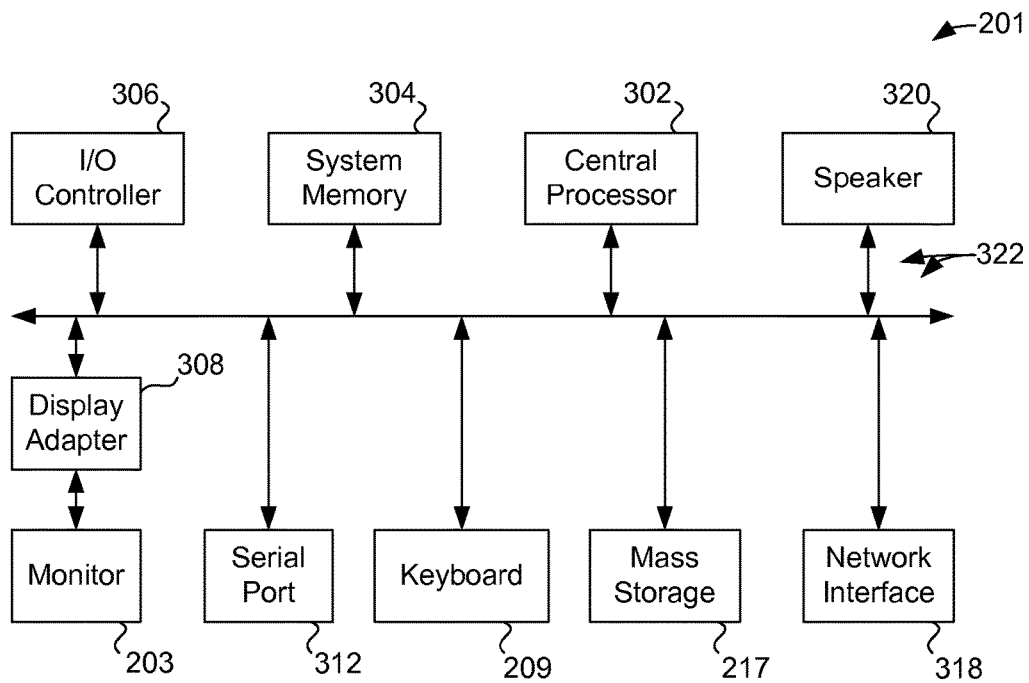 201
306
304
302
320
I/O
Controller
System
Memory
Central
Processor
Speaker
322
308
Display
Adapter
Monitor
Serial
Port
Keyboard
Mass
Storage
Network
Interface
203
312
209
217
318